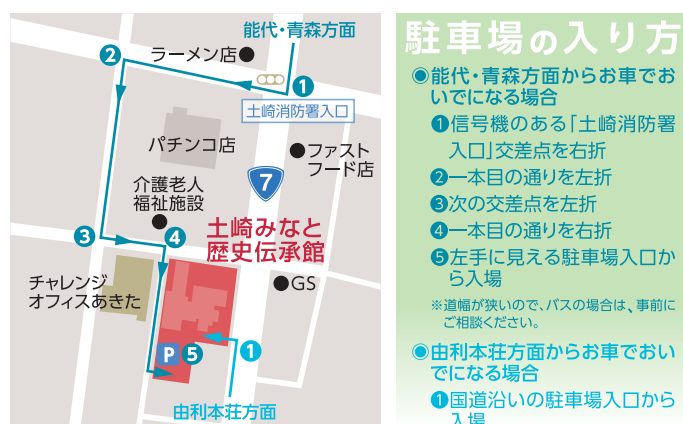 能代・青森方面
ラーメン店
❷
❶
土崎消防署入口
パチンコ店
ファスト
フード店
7
介護老人
福祉施設
土崎みなと
歴史伝承館
❸
❹
チャレンジ
オフィスあきた
GS
P
❺
❶
由利本荘方面
駐車場の入り方
◉能代・青森方面からお車でお
いでになる場合
❶信号機のある「土崎消防署
入口」交差点を右折
❷一本目の通りを左折
❸次の交差点を左折
❹一本目の通りを右折
❺左手に見える駐車場入口か
ら入場
※道幅が狭いので、バスの場合は、事前に
ご相談ください。
◉由利本荘方面からお車でおい
でになる場合
❶国道沿いの駐車場入口から
入場